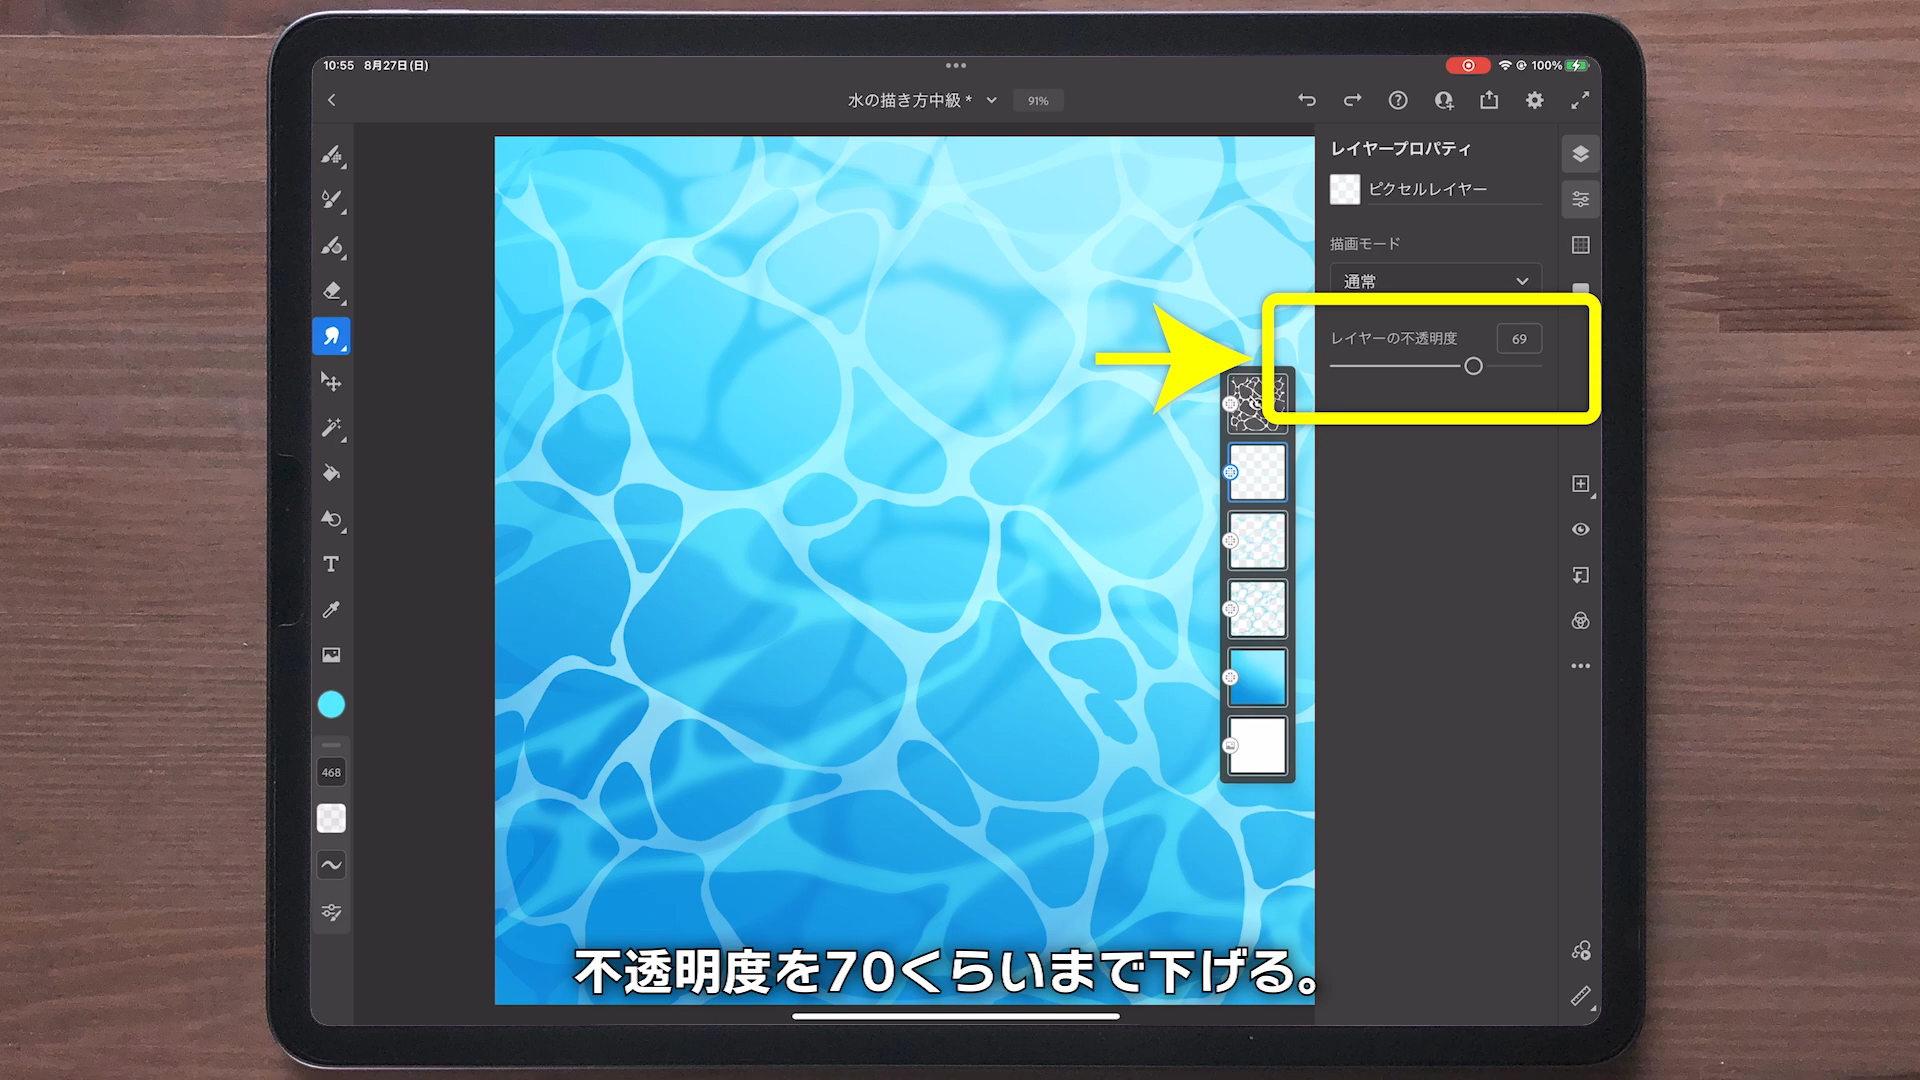 10:55 8月27日(日)
100%
水の描き方中級 *
91%
レイヤープロパティ
ピクセルレイヤー
描画モード
通常
レイヤーの不透明度
69
T
468
不透明度を70くらいまで下げる。